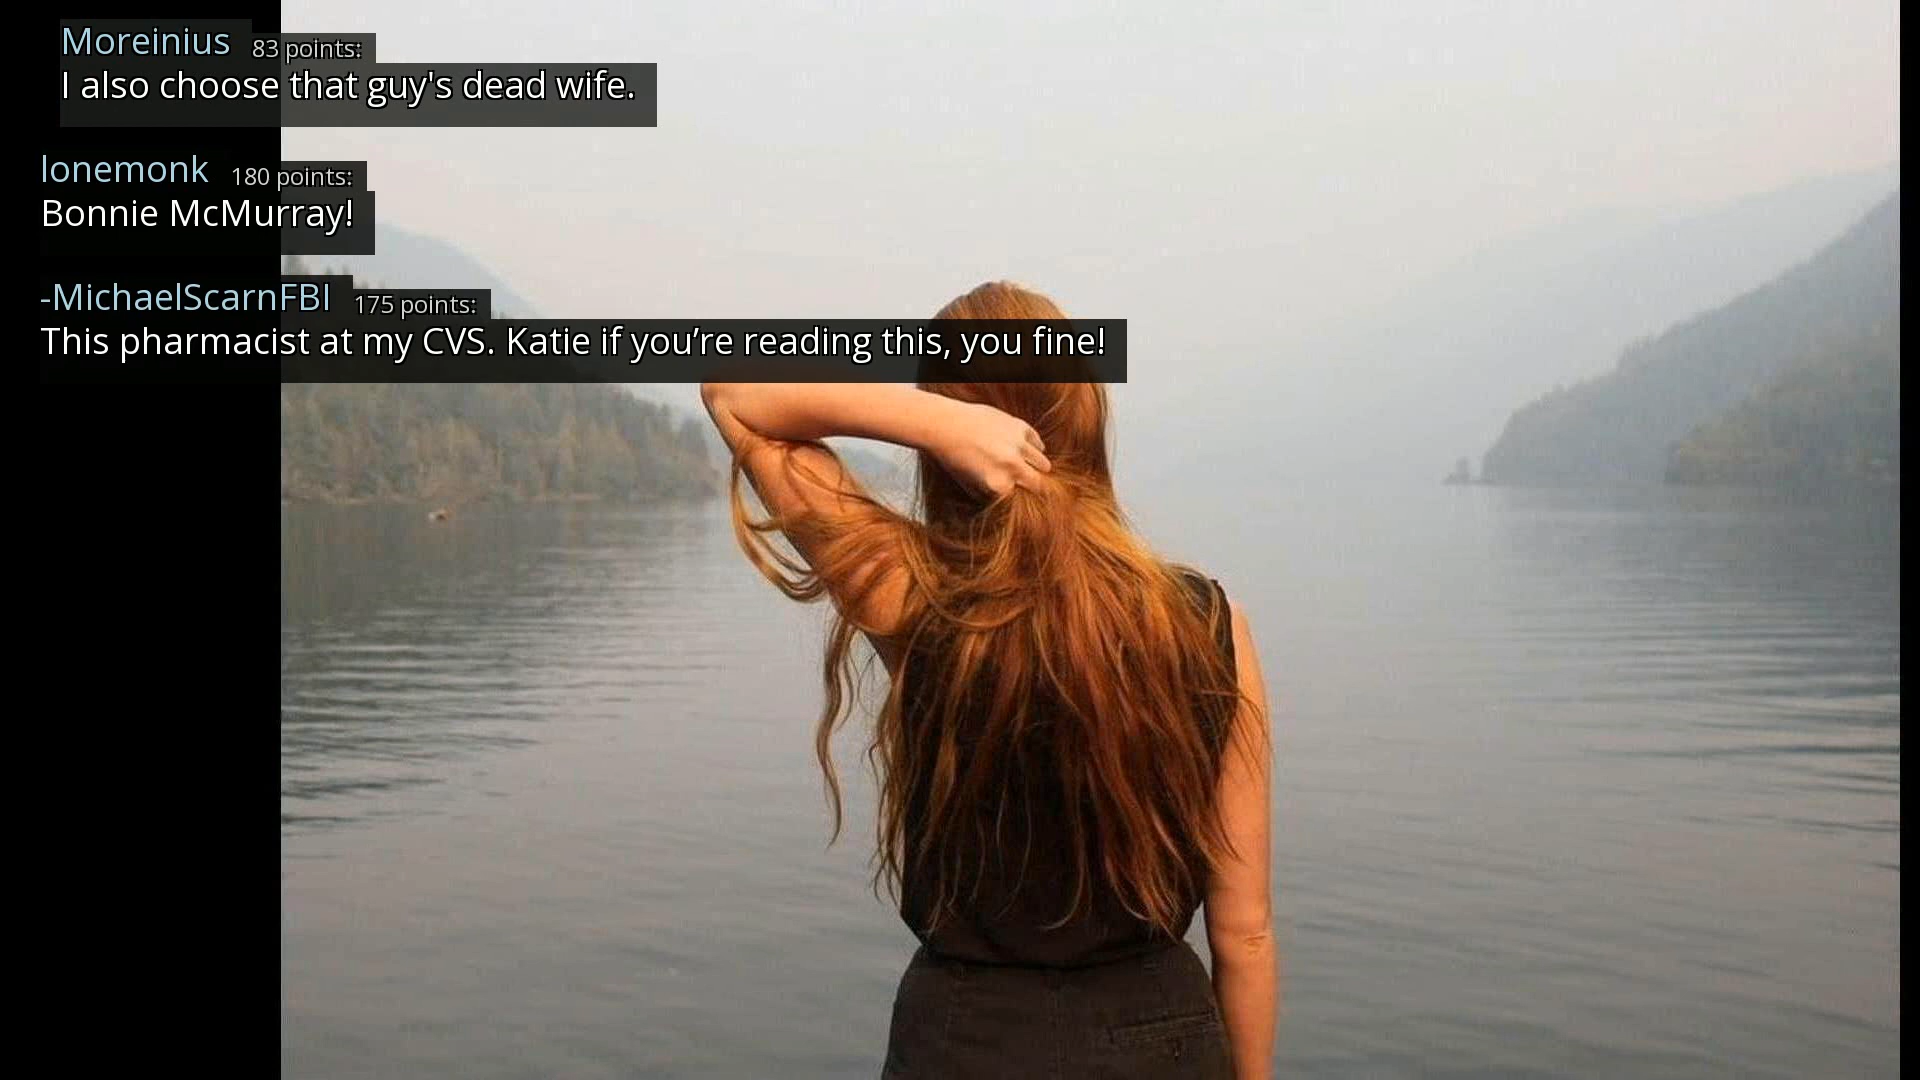 Moreinius 83 points:
I also choose that guy's dead wife.
lonemonk 180 points:
Bonnie McMurray!
-MichaelScarnFBI 175 points:
This pharmacist at my CVS. Katie if you’re reading this, you fine!